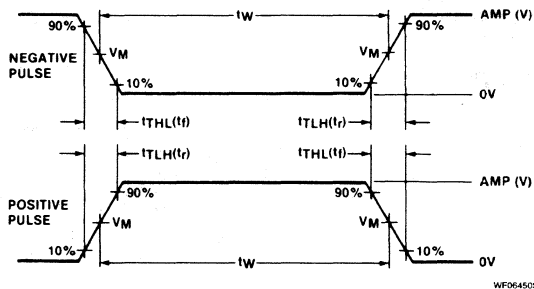 tW
AMP (V)
90%
90%
NEGATIVE
PULSE
VM
VM
10%
10%
0V
tTHL(tf)
tTLH(tr)
tTLH(tr)
tTHL(tf)
AMP (V)
90%
90%
POSITIVE
PULSE
VM
VM
10%
10%
tW
0V